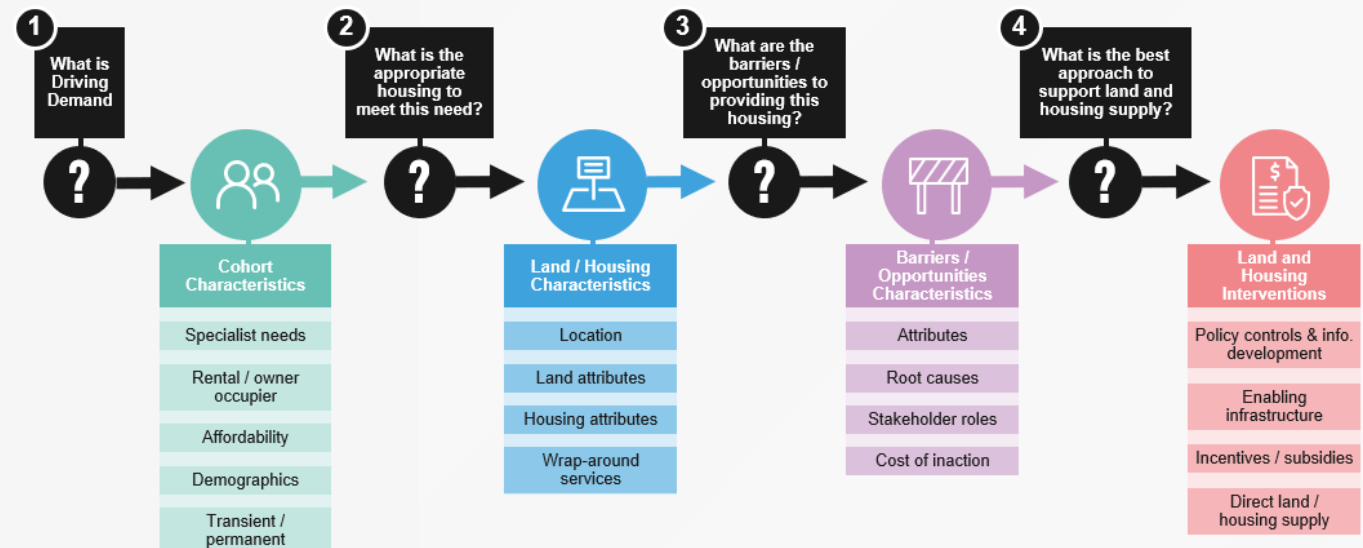 1
What is
Driving
Demand
?
Cohort
Characteristics
Specialist needs
Rental / owner
occupier
Affordability
Demographics
Transient /
permanent
2
What is the
appropriate
housing to
meet this need?
?
Land / Housing
Characteristics
Location
Land attributes
Housing attributes
Wrap-around
services
3
What are the
barriers /
opportunities to
providing this
housing?
?
Barriers /
Opportunities
Characteristics
Attributes
Root causes
Stakeholder roles
Cost of inaction
4
What is the best
approach to
support land and
housing supply?
?
$
Land and
Housing
Interventions
Policy controls & info.
development
Enabling
infrastructure
Incentives / subsidies
Direct land /
housing supply